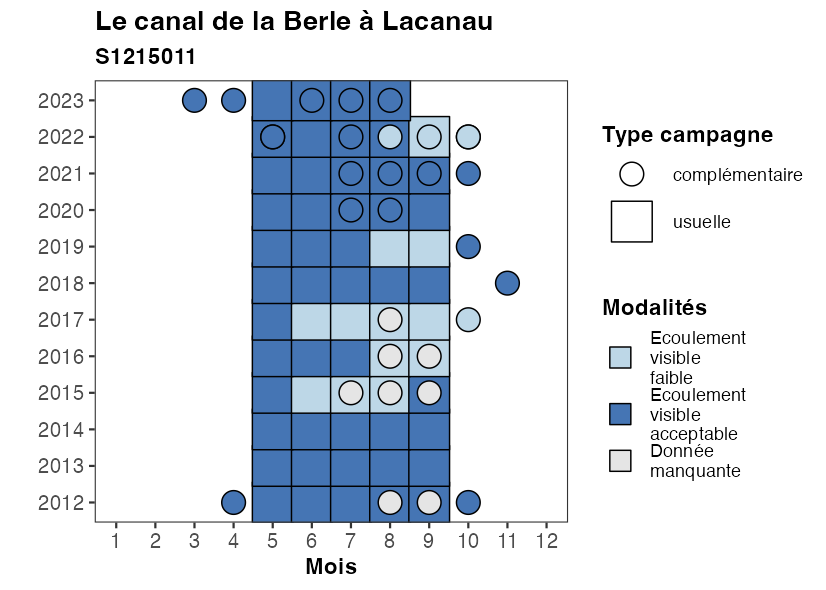 Le canal de la Berle à Lacanau
S1215011
2023
2022
2021
2020
2019
2018
2017
2016
2015
2014
2013
2012
1 2 3 4 5 6 7 8 9 10 11 12
Mois
Type campagne
complémentaire
usuelle
Modalités
Ecoulement
visible
faible
Ecoulement
visible
acceptable
Donnée
manquante